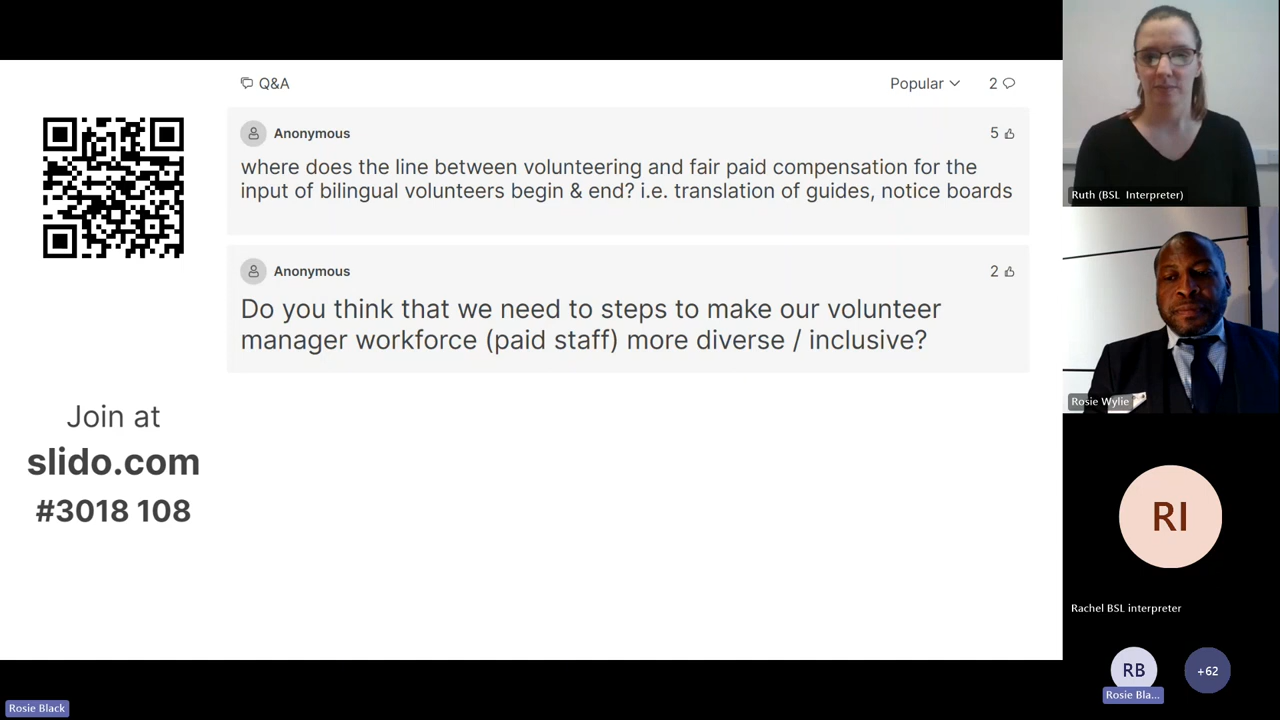 Q&A
Popular
2
Anonymous
5
where does the line between volunteering and fair paid compensation for the
input of bilingual volunteers begin & end? i.e. translation of guides, notice boards
Anonymous
2
Do you think that we need to steps to make our volunteer
manager workforce (paid staff) more diverse / inclusive?
Join at
slido.com
#3018 108
Ruth (BSL Interpreter)
Rosie Wylie
RI
Rachel BSL interpreter
RB
+62
Rosie Bla...
Rosie Black